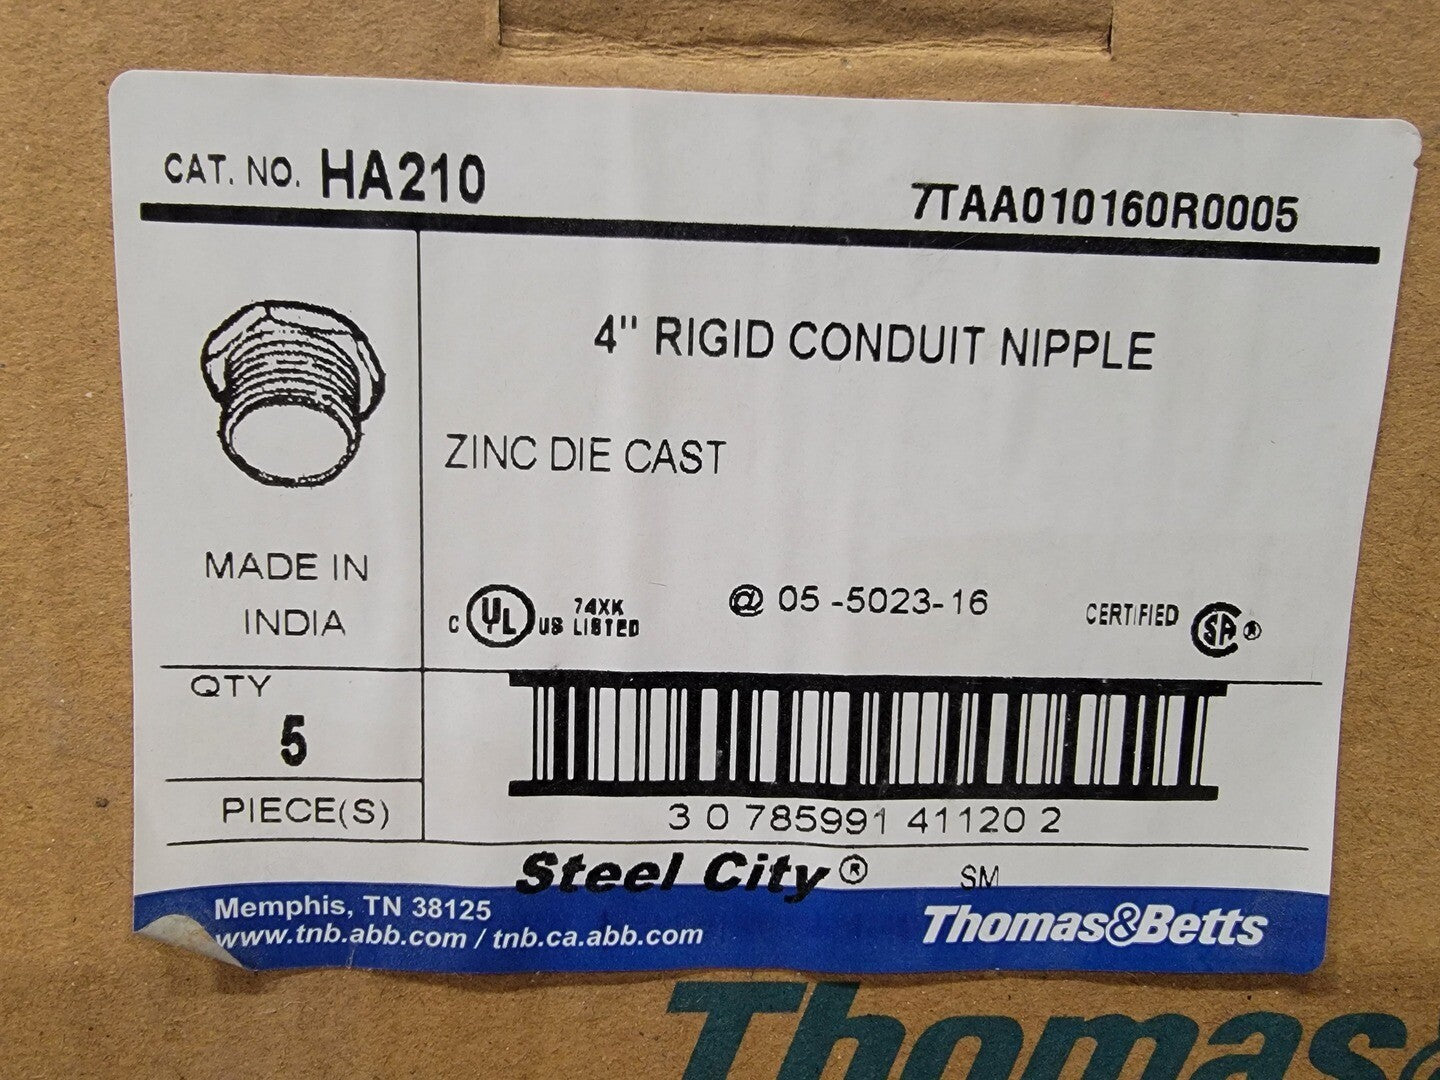 CAT. NO. HA210
7TAA010160R0005
4" RIGID CONDUIT NIPPLE
ZINC DIE CAST
MADE IN
INDIA
C UL US 74XK
LISTED
@ 05 -5023-16
CERTIFIED SA ®
QTY
5
PIECE(S)
3 0 785991 41120 2
Steel City®
SM
Memphis, TN 38125
www.tnb.abb.com / tnb.ca.abb.com
Thomas&Betts
Thomas&